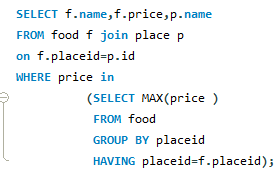 SELECT f.name,f.price,p.name
FROM food f join place p
on f.placeid=p.id
WHERE price in
(SELECT MAX(price )
FROM food
GROUP BY placeid
HAVING placeid=f.placeid);